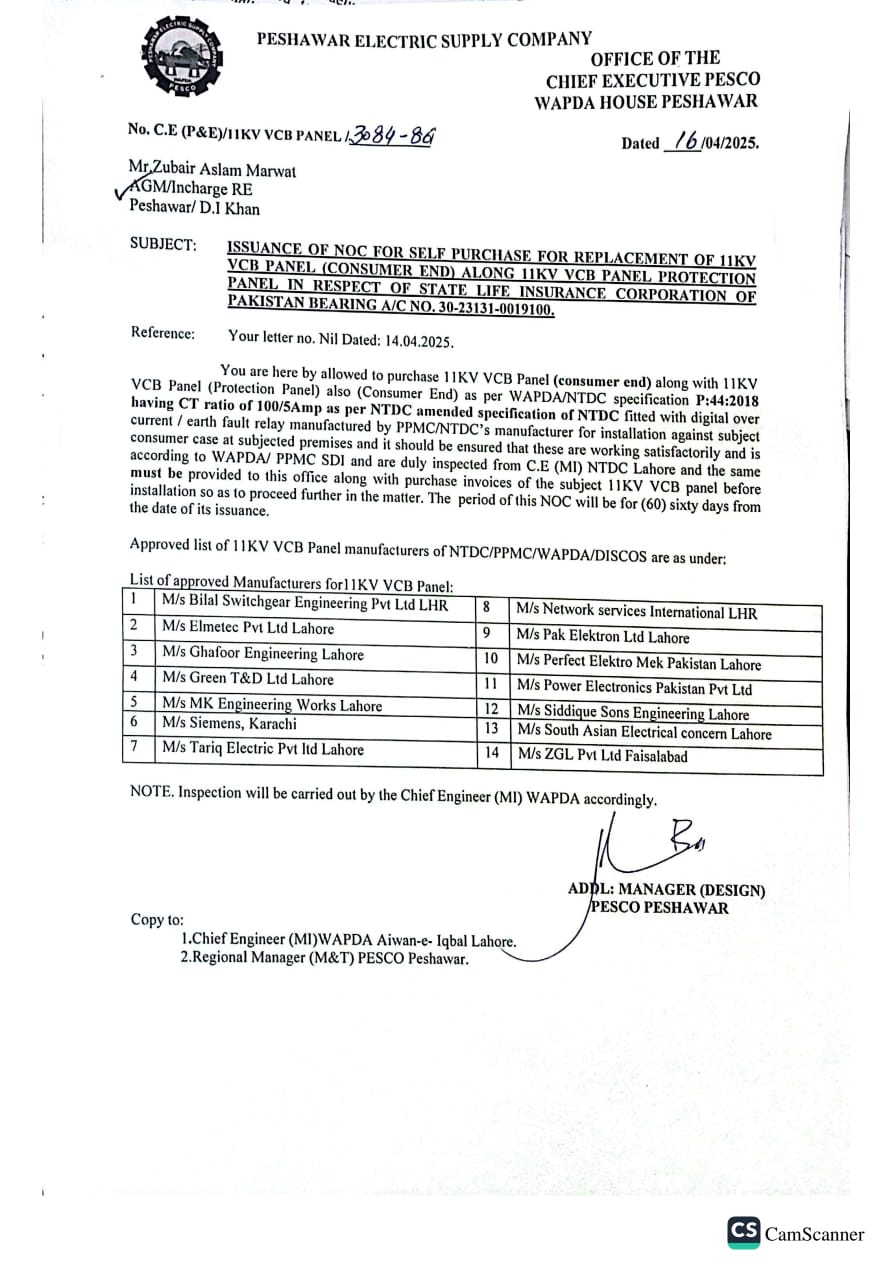 PESHAWAR ELECTRIC SUPPLY COMPANY
PESHAWAR ELECTRIC SUPPLY COMPANY
WAPDA
PESCO
OFFICE OF THE
CHIEF EXECUTIVE PESCO
WAPDA HOUSE PESHAWAR
No. C.E (P&E)/11KV VCB PANEL /3084-86
Dated 16/04/2025.
Mr,Zubair Aslam Marwat
AGM/Incharge RE
Peshawar/ D.I Khan
SUBJECT: ISSUANCE OF NOC FOR SELF PURCHASE FOR REPLACEMENT OF 11KV
VCB PANEL (CONSUMER END) ALONG 11KV VCB PANEL PROTECTION
PANEL IN RESPECT OF STATE LIFE INSURANCE CORPORATION OF
PAKISTAN BEARING A/C NO. 30-23131-0019100.
Reference: Your letter no. Nil Dated: 14.04.2025.
You are here by allowed to purchase 11KV VCB Panel (consumer end) along with 11KV
VCB Panel (Protection Panel) also (Consumer End) as per WAPDA/NTDC specification P:44:2018
having CT ratio of 100/5Amp as per NTDC amended specification of NTDC fitted with digital over
current / earth fault relay manufactured by PPMC/NTDC's manufacturer for installation against subject
consumer case at subjected premises and it should be ensured that these are working satisfactorily and is
according to WAPDA/ PPMC SDI and are duly inspected from C.E (MI) NTDC Lahore and the same
must be provided to this office along with purchase invoices of the subject 11KV VCB panel before
installation so as to proceed further in the matter. The period of this NOC will be for (60) sixty days from
the date of its issuance.
Approved list of 11KV VCB Panel manufacturers of NTDC/PPMC/WAPDA/DISCOS are as under:
List of approved Manufacturers for11KV VCB Panel:
1 M/s Bilal Switchgear Engineering Pvt Ltd LHR 8 M/s Network services International LHR
2 M/s Elmetec Pvt Ltd Lahore 9 M/s Pak Elektron Ltd Lahore
3 M/s Ghafoor Engineering Lahore 10 M/s Perfect Elektro Mek Pakistan Lahore
4 M/s Green T&D Ltd Lahore 11 M/s Power Electronics Pakistan Pvt Ltd
5 M/s MK Engineering Works Lahore 12 M/s Siddique Sons Engineering Lahore
6 M/s Siemens, Karachi 13 M/s South Asian Electrical concern Lahore
7 M/s Tariq Electric Pvt ltd Lahore 14 M/s ZGL Pvt Ltd Faisalabad
NOTE. Inspection will be carried out by the Chief Engineer (MI) WAPDA accordingly.
ADDL: MANAGER (DESIGN)
PESCO PESHAWAR
Copy to:
1.Chief Engineer (MI)WAPDA Aiwan-e- Iqbal Lahore.
2.Regional Manager (M&T) PESCO Peshawar.
CS CamScanner